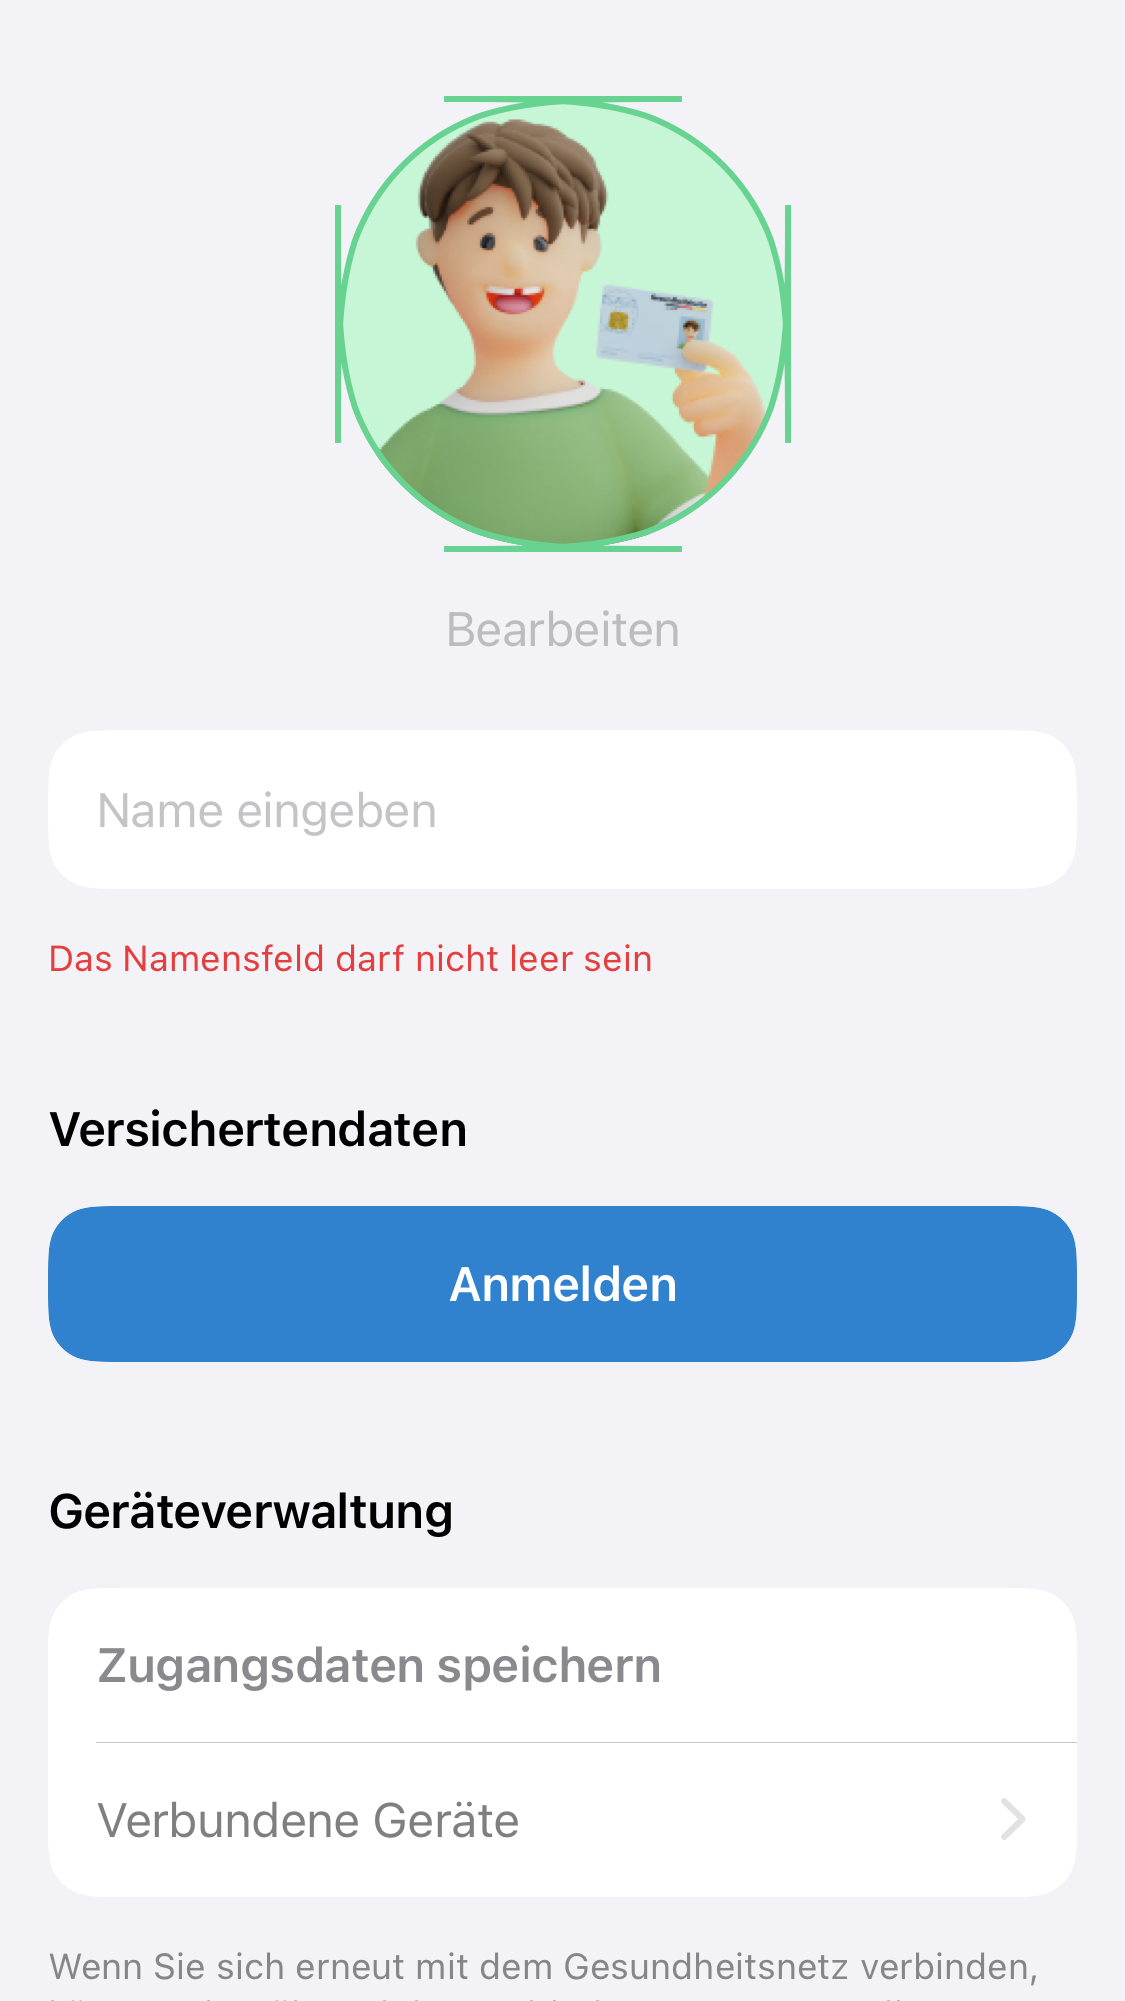 Bearbeiten
Name eingeben
Das Namensfeld darf nicht leer sein
Versichertendaten
Anmelden
Geräteverwaltung
Zugangsdaten speichern
Verbundene Geräte
Wenn Sie sich erneut mit dem Gesundheitsnetz verbinden,